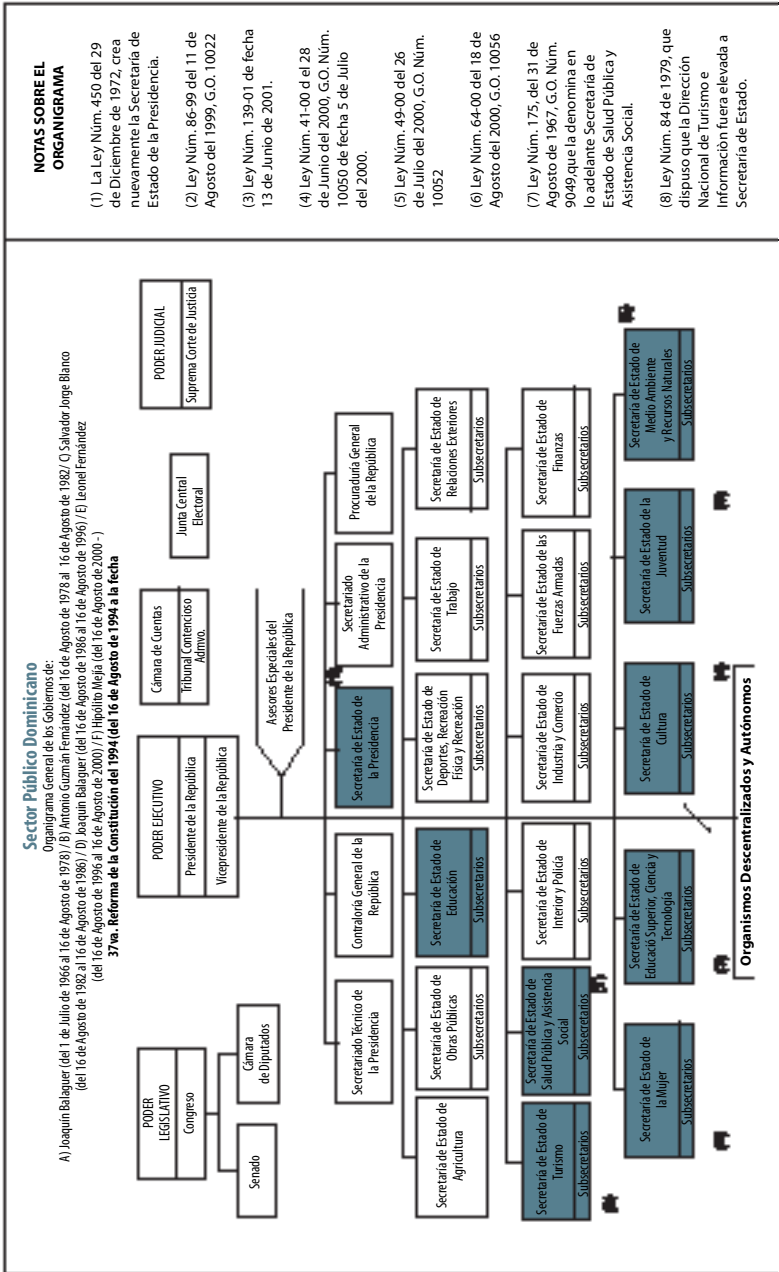 Sector Público Dominicano
Organigrama General de los Gobiernos de:
A) Joaquín Balaguer (del 1 de Julio de 1966 al 16 de Agosto de 1978) / B) Antonio Guzmán Fernández (del 16 de Agosto de 1978 al 16 de Agosto de 1982/ C) Salvador Jorge Blanco
(del 16 de Agosto de 1982 al 16 de Agosto de 1986) / D) Joaquín Balaguer (del 16 de Agosto de 1986 al 16 de Agosto de 1996) / E) Leonel Fernández
(del 16 de Agosto de 1996 al 16 de Agosto de 2000) / F) Hipólito Mejía (del 16 de Agosto de 2000 - )
37va. Reforma de la Constitución del 1994 (del 16 de Agosto de 1994 a la fecha
PODER
LEGISLATIVO
Congreso
Senado
Cámara
de Diputados
PODER EJECUTIVO
Presidente de la República
Vicepresidente de la República
Cámara de Cuentas
Tribunal Contencioso
Admvo.
Junta Central
Electoral
PODER JUDICIAL
Suprema Corte de Justicia
Asesores Especiales del
Presidente de la República
Secretariado Técnico de
la Presidencia
Contraloría General de la
República
Secretaría de Estado de
la Presidencia
Secretariado
Administrativo de la
Presidencia
Procuraduría General
de la República
Secretaría de Estado de
Agricultura
Secretaría de Estado de
Obras Públicas
Subsecretarios
Secretaría de Estado de
Educación
Subsecretarios
Secretaría de Estado de
Deportes, Recreación
Física y Recreación
Subsecretarios
Secretaría de Estado de
Trabajo
Subsecretarios
Secretaría de Estado de
Relaciones Exteriores
Subsecretarios
Secretaría de Estado de
Turismo
Subsecretarios
Secretaría de Estado de
Salud Pública y Asistencia
Social
Subsecretarios
Secretaría de Estado de
Interior y Policía
Subsecretarios
Secretaría de Estado de
Industria y Comercio
Subsecretarios
Secretaría de Estado de las
Fuerzas Armadas
Subsecretarios
Secretaría de Estado de
Finanzas
Subsecretarios
Secretaría de Estado de
la Mujer
Subsecretarios
Secretaría de Estado de
Educació Superior, Ciencia y
Tecnología
Subsecretarios
Secretaría de Estado de
Cultura
Subsecretarios
Secretaría de Estado de la
Juventud
Subsecretarios
Secretaría de Estado de
Medio Ambiente
y Recursos Naturales
Subsecretarios
Organismos Descentralizados y Autónomos
NOTAS SOBRE EL
ORGANIGRAMA
(1) La Ley Núm. 450 del 29
de Diciembre de 1972, crea
nuevamente la Secretaría de
Estado de la Presidencia.
(2) Ley Núm. 86-99 del 11 de
Agosto del 1999, G.O. 10022
(3) Ley Núm. 139-01 de fecha
13 de Junio de 2001.
(4) Ley Núm. 41-00 d el 28
de Junio del 2000, G.O. Núm.
10050 de fecha 5 de Julio
del 2000.
(5) Ley Núm. 49-00 del 26
de Julio del 2000, G.O. Núm.
10052
(6) Ley Núm. 64-00 del 18 de
Agosto del 2000, G.O. 10056
(7) Ley Núm. 175, del 31 de
Agosto de 1967, G.O. Núm.
9049,que la denomina en
lo adelante Secretaría de
Estado de Salud Pública y
Asistencia Social.
(8) Ley Núm. 84 de 1979, que
dispuso que la Dirección
Nacional de Turismo e
Información fuera elevada a
Secretaría de Estado.